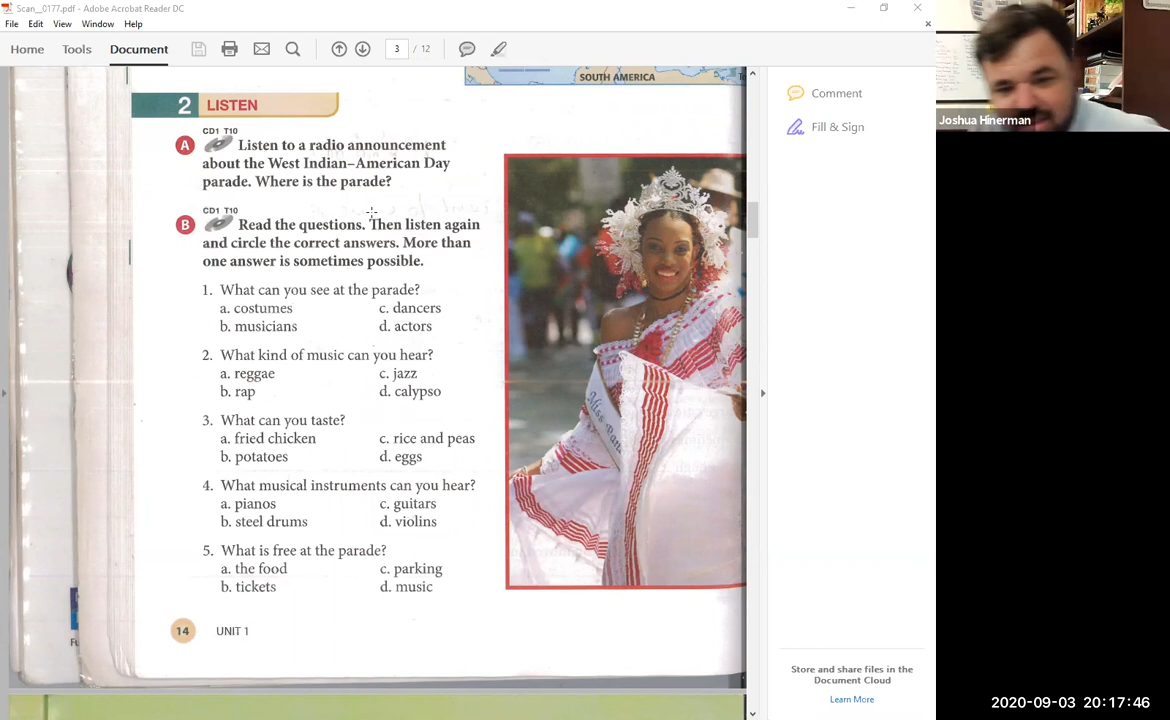 Scan__0177.pdf - Adobe Acrobat Reader DC
File Edit View Window Help
Home Tools Document 3 / 12
SOUTH AMERICA
2 LISTEN
CD1 T10
A Listen to a radio announcement
about the West Indian–American Day
parade. Where is the parade?
CD1 T10
B Read the questions. Then listen again
and circle the correct answers. More than
one answer is sometimes possible.
1. What can you see at the parade?
a. costumes c. dancers
b. musicians d. actors
2. What kind of music can you hear?
a. reggae c. jazz
b. rap d. calypso
3. What can you taste?
a. fried chicken c. rice and peas
b. potatoes d. eggs
4. What musical instruments can you hear?
a. pianos c. guitars
b. steel drums d. violins
5. What is free at the parade?
a. the food c. parking
b. tickets d. music
14 UNIT 1
Miss
Comment
Fill & Sign
Store and share files in the
Document Cloud
Learn More
Joshua Hinerman
2020-09-03 20:17:46